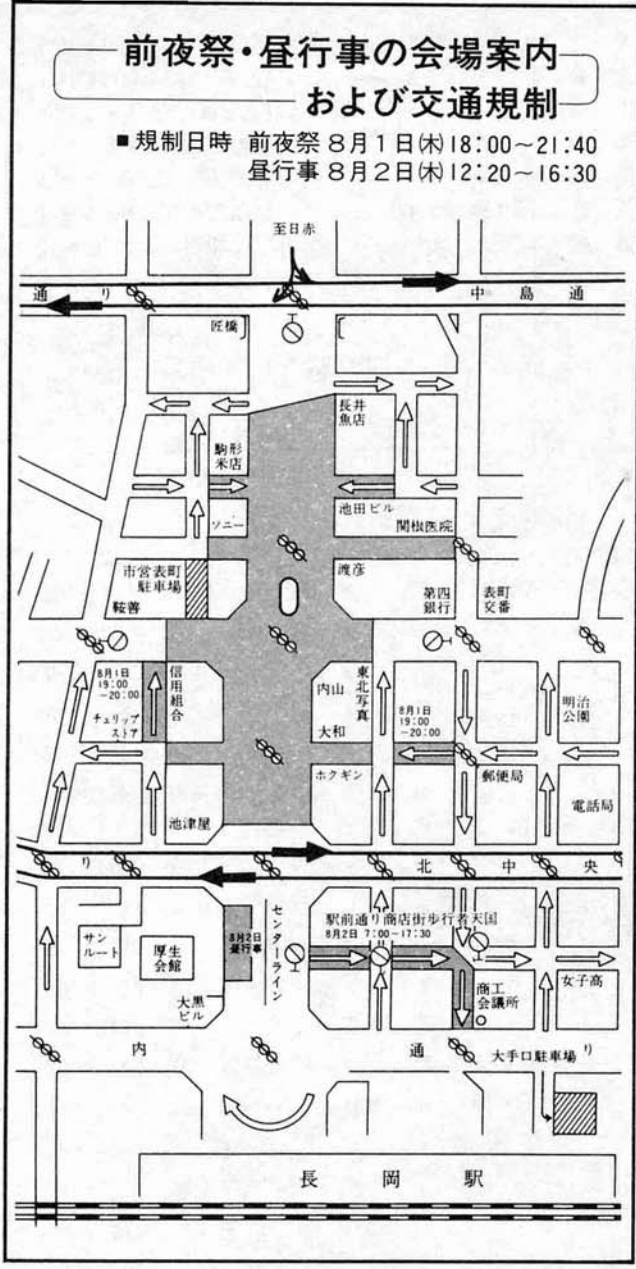 前夜祭・昼行事の会場案内
および交通規制
■規制日時 前夜祭 8月1日(木)18:00~21:40
昼行事 8月2日(木)12:20~16:30
至日赤
通り
中島通
匠橋
長井
魚店
駒形
米店
池田ビル
ソニー
関根医院
市営表町
駐車場
渡彦
鞍善
第四
銀行
表町
交番
8月1日
19:00
~20:00
チュリップ
ストア
信用組合
内山
東北写真
8月1日
19:00
~20:00
明治
公園
大和
ホクギン
郵便局
池津屋
電話局
り
北中央
サン
ルート
厚生
会館
8月2日
昼行事
センターライン
駅前通り商店街歩行者天国
8月2日 7:00~17:30
大黒
ビル
商工
会議所
女子高
内通り
大手口駐車場
長岡駅